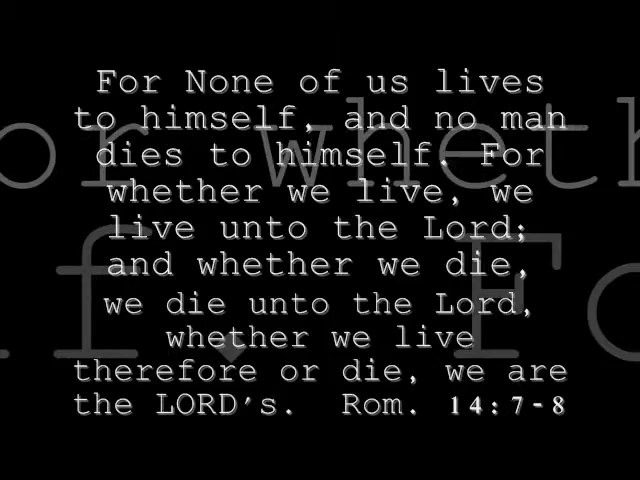 For None of us lives
to himself, and no man
dies to himself. For
whether we live, we
live unto the Lord;
and whether we die,
we die unto the Lord,
whether we live
therefore or die, we are
the LORD's. Rom. 14:7-8